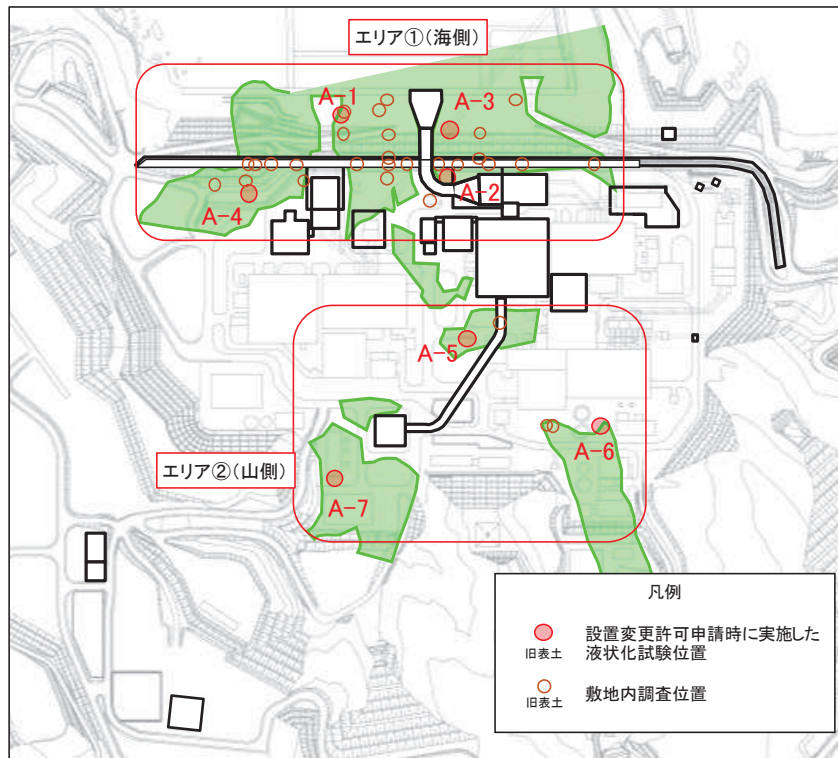 エリア①(海側)
A-1
A-3
A-2
A-4
A-5
エリア②(山側)
A-6
A-7
凡例
設置変更許可申請時に実施した
旧表土 液状化試験位置
敷地内調査位置
旧表土